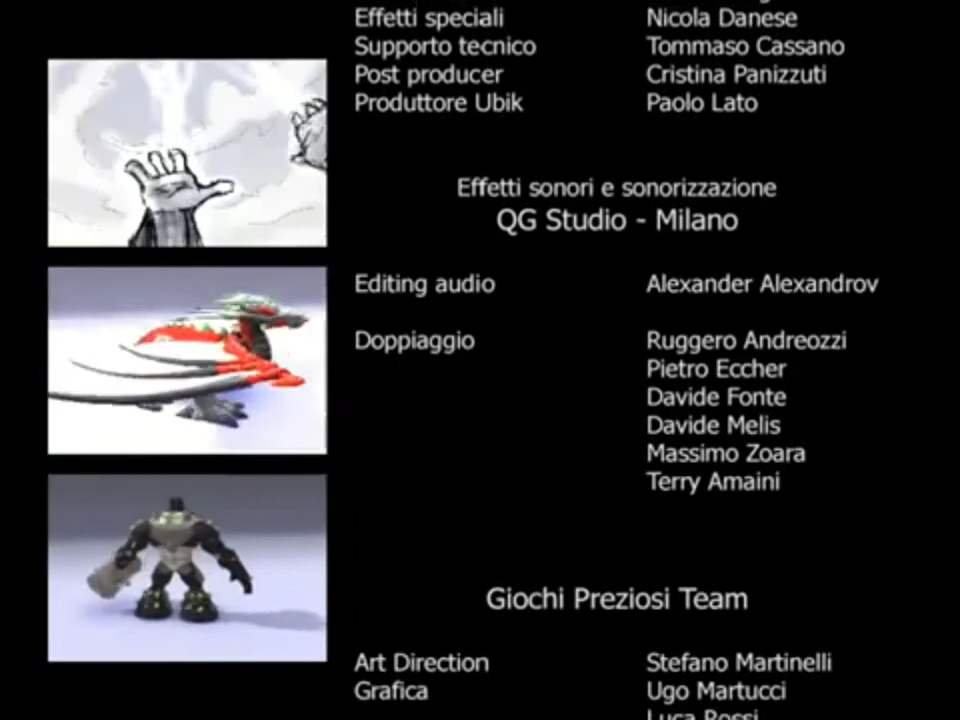 Effetti speciali Nicola Danese
Supporto tecnico Tommaso Cassano
Post producer Cristina Panizzuti
Produttore Ubik Paolo Lato
Effetti sonori e sonorizzazione
QG Studio - Milano
Editing audio Alexander Alexandrov
Doppiaggio Ruggero Andreozzi
Pietro Eccher
Davide Fonte
Davide Melis
Massimo Zoara
Terry Amaini
Giochi Preziosi Team
Art Direction Stefano Martinelli
Grafica Ugo Martucci
Luca Rossi